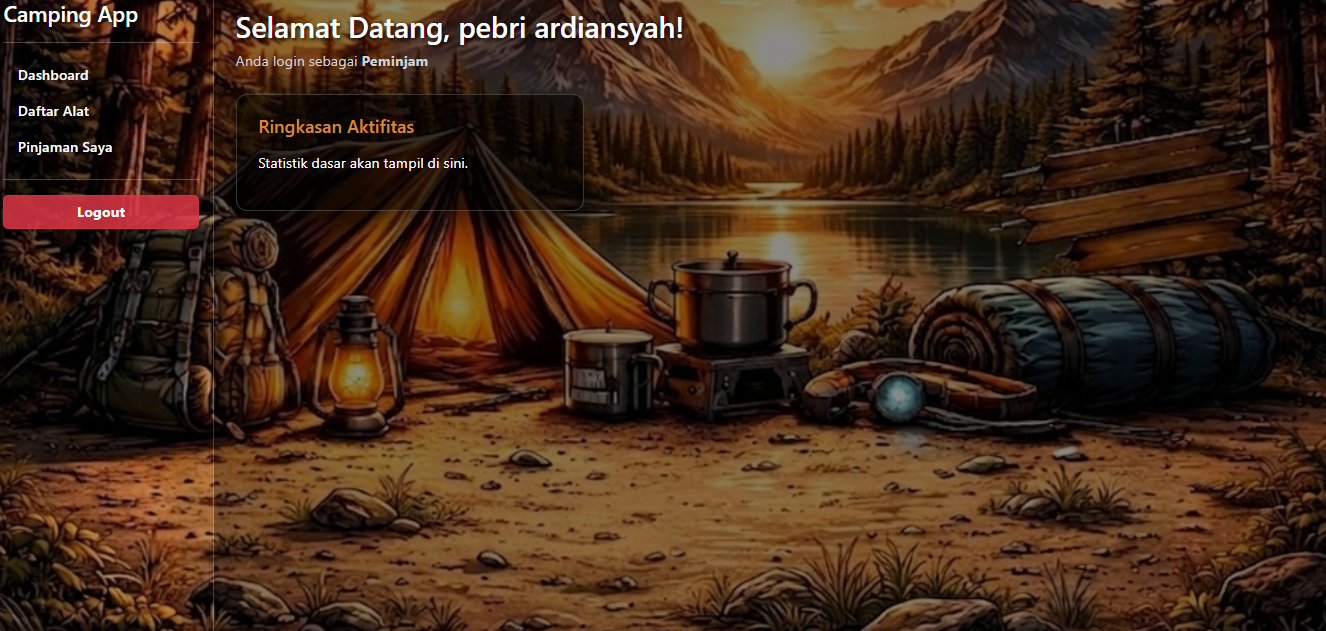 Camping App
Dashboard
Daftar Alat
Pinjaman Saya
Logout
Selamat Datang, pebri ardiansyah!
Anda login sebagai Peminjam
Ringkasan Aktifitas
Statistik dasar akan tampil di sini.